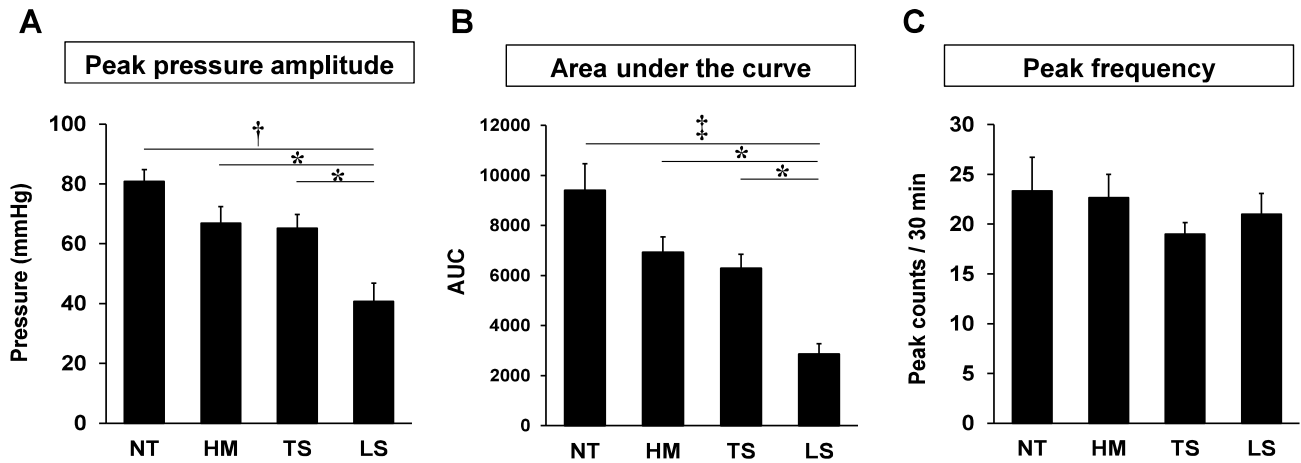 A
Peak pressure amplitude
Pressure (mmHg)
100
80
60
40
20
0
†
*
*
NT HM TS LS
B
Area under the curve
AUC
12000
10000
8000
6000
4000
2000
0
‡
*
*
NT HM TS LS
C
Peak frequency
Peak counts / 30 min
30
25
20
15
10
5
0
NT HM TS LS